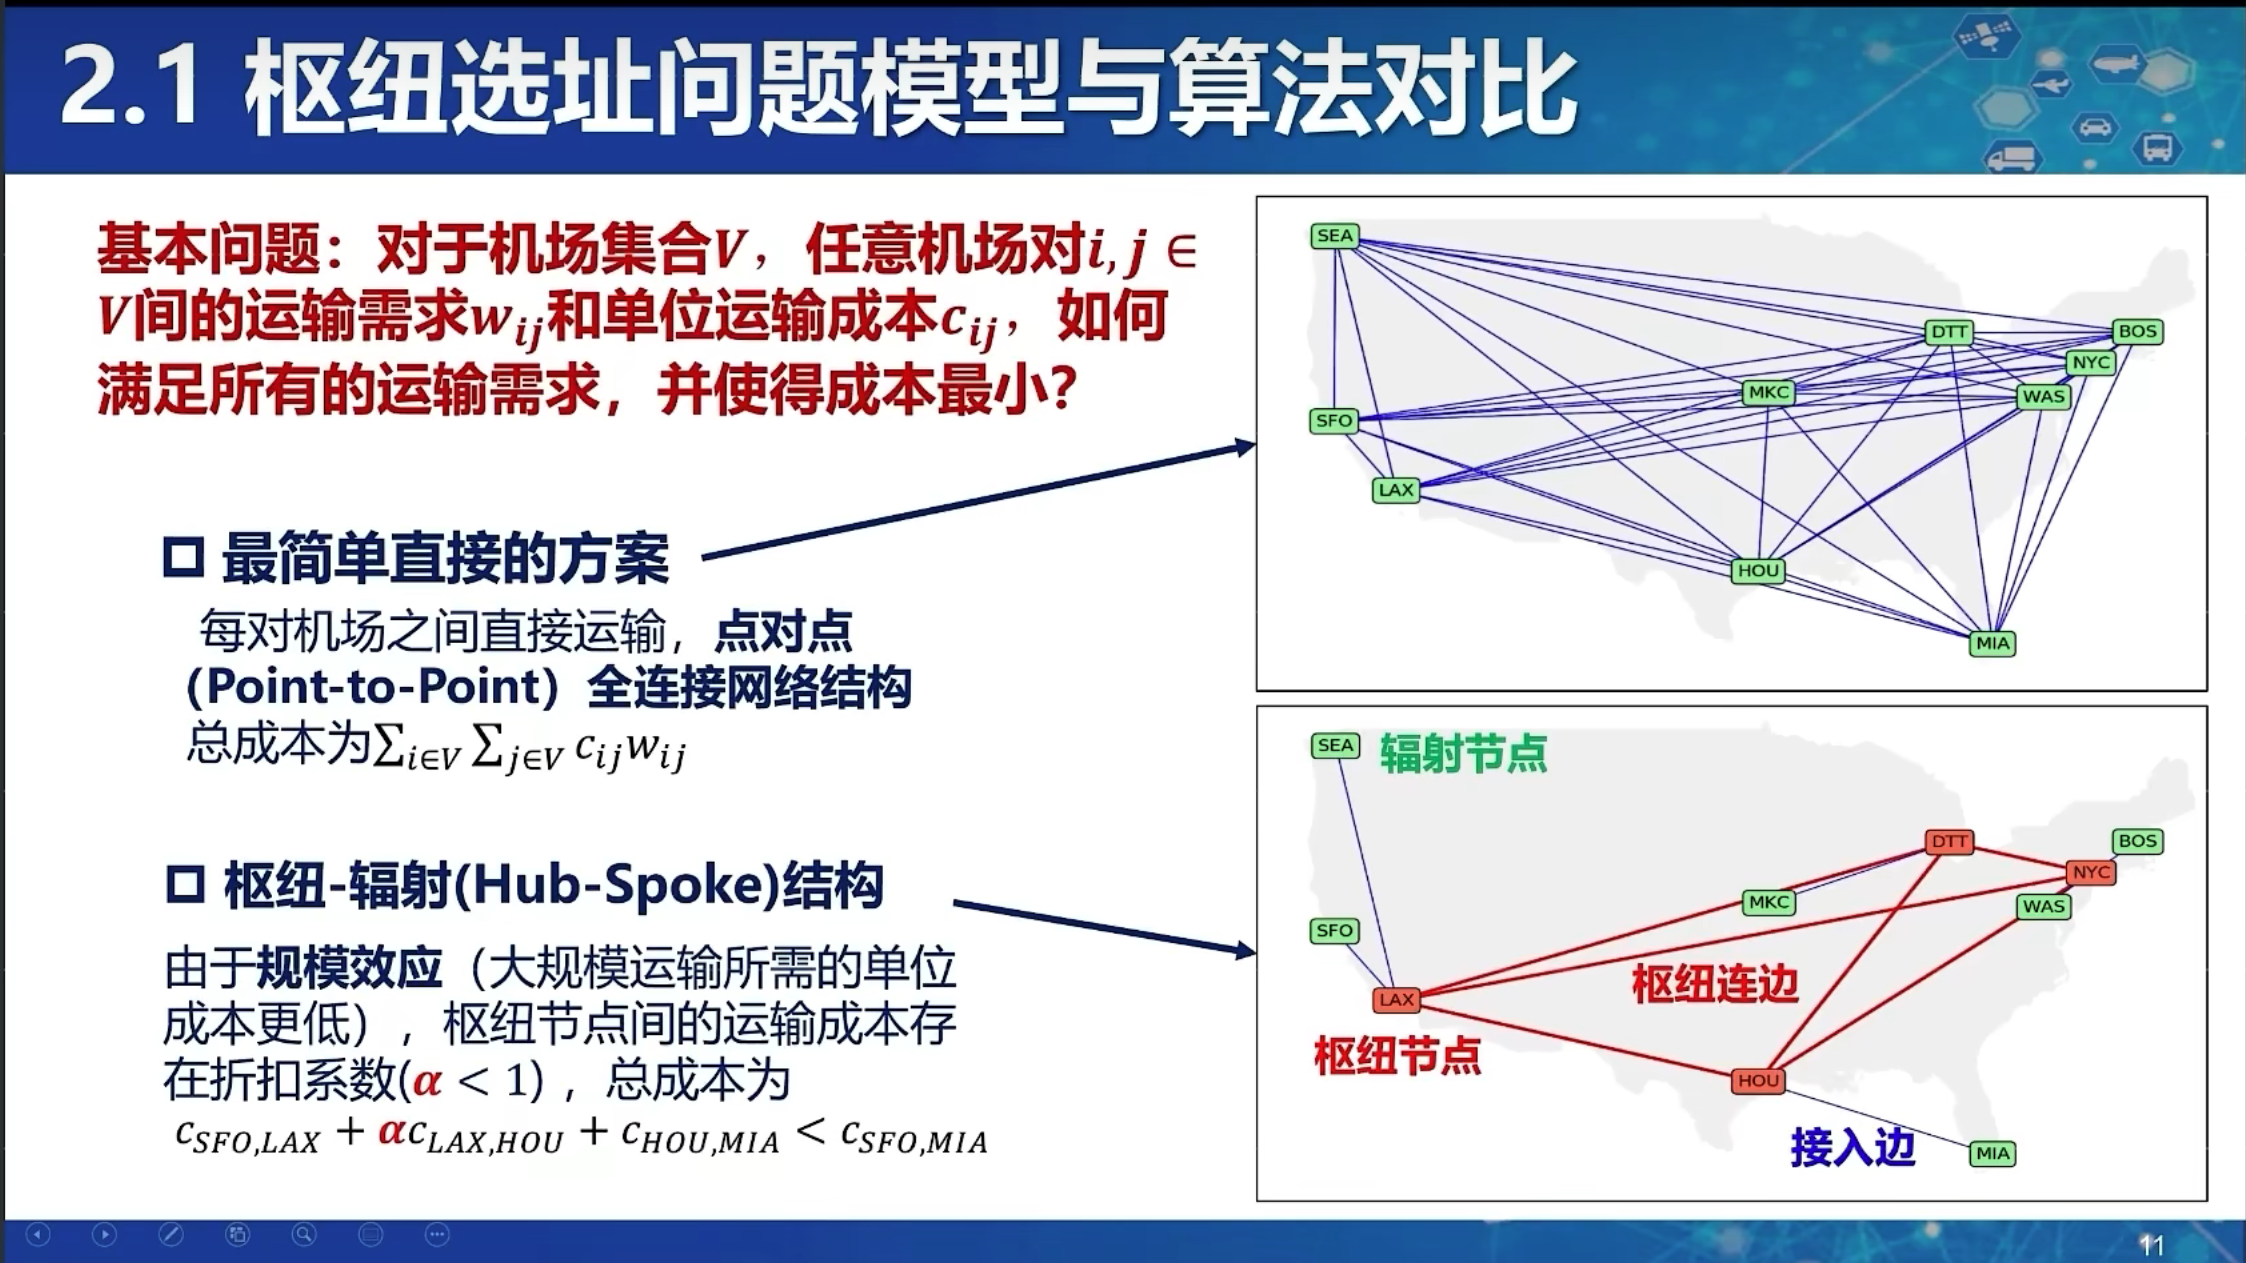 2.1 枢纽选址问题模型与算法对比
基本问题：对于机场集合V，任意机场对i,j ∈
V间的运输需求w_{ij}和单位运输成本c_{ij}，如何
满足所有的运输需求，并使得成本最小？
最简单直接的方案
每对机场之间直接运输，点对点
(Point-to-Point）全连接网络结构
总成本为∑_{i∈V} ∑_{j∈V} c_{ij}w_{ij}
枢纽-辐射(Hub-Spoke)结构
由于规模效应（大规模运输所需的单位
成本更低），枢纽节点间的运输成本存
在折扣系数(α < 1)，总成本为
c_{SFO,LAX} + αc_{LAX,HOU} + c_{HOU,MIA} < c_{SFO,MIA}
SEA
DTT
BOS
NYC
MKC
WAS
SFO
LAX
HOU
MIA
SEA
辐射节点
DTT
BOS
NYC
MKC
WAS
SFO
枢纽连边
LAX
枢纽节点
HOU
接入边
MIA
11